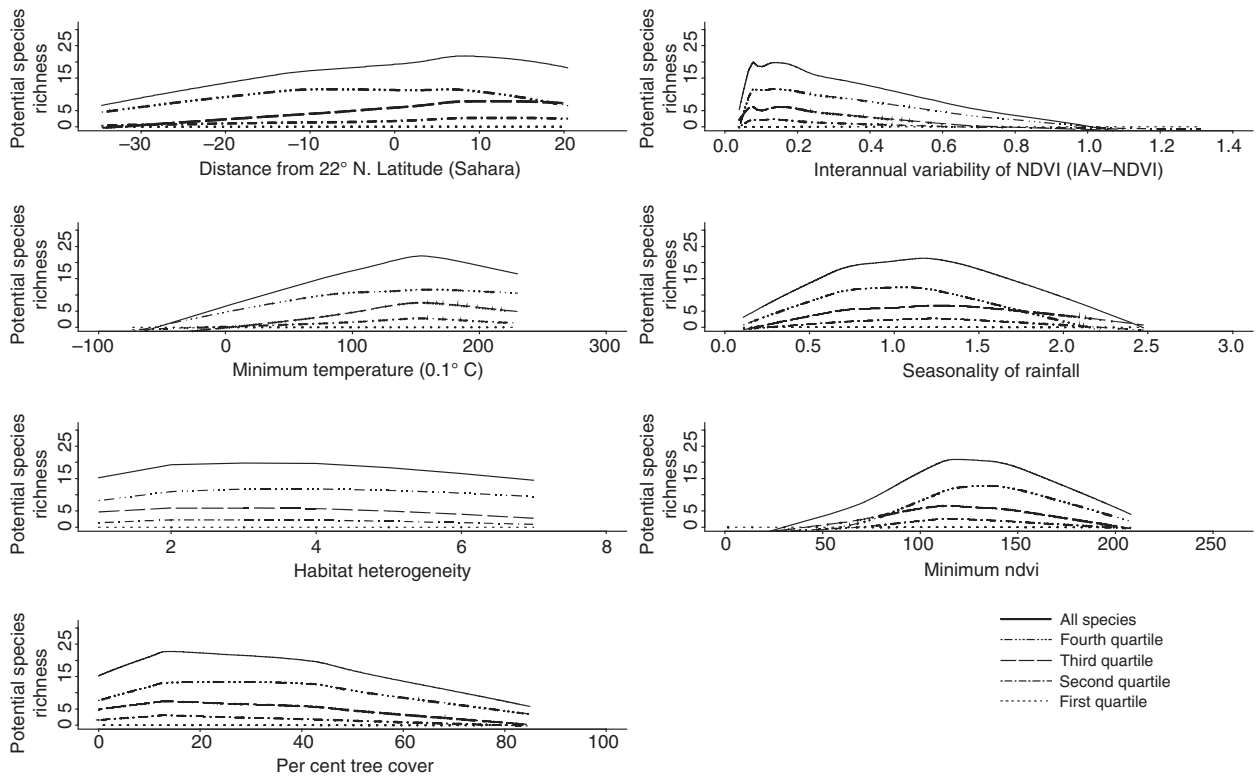 Potential species
richness
0 5 15 25
−30 −20 −10 0 10 20
Distance from 22° N. Latitude (Sahara)
Potential species
richness
0 5 15 25
0.0 0.2 0.4 0.6 0.8 1.0 1.2 1.4
Interannual variability of NDVI (IAV–NDVI)
Potential species
richness
0 5 15 25
−100 0 100 200 300
Minimum temperature (0.1° C)
Potential species
richness
0 5 15 25
0.0 0.5 1.0 1.5 2.0 2.5 3.0
Seasonality of rainfall
Potential species
richness
0 5 15 25
2 4 6 8
Habitat heterogeneity
Potential species
richness
0 5 15 25
0 50 100 150 200 250
Minimum ndvi
Potential species
richness
0 5 15 25
0 20 40 60 80 100
Per cent tree cover
All species
Fourth quartile
Third quartile
Second quartile
First quartile